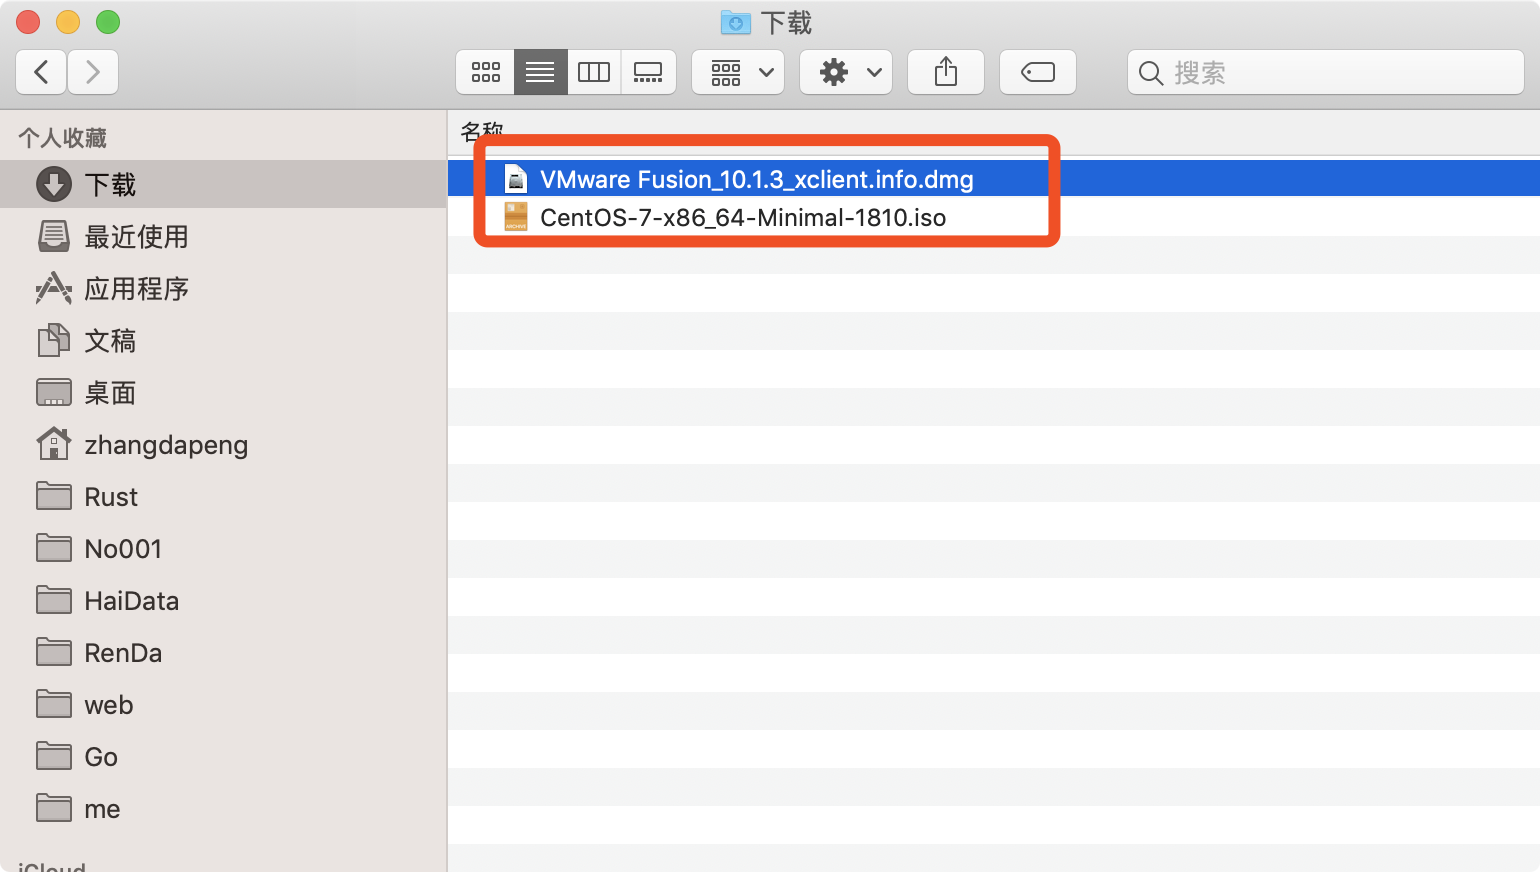 下载
搜索
个人收藏
下载
最近使用
应用程序
文稿
桌面
zhangdapeng
Rust
No001
HaiData
RenDa
web
Go
me
iCloud
名称
VMware Fusion_10.1.3_xclient.info.dmg
CentOS-7-x86_64-Minimal-1810.iso